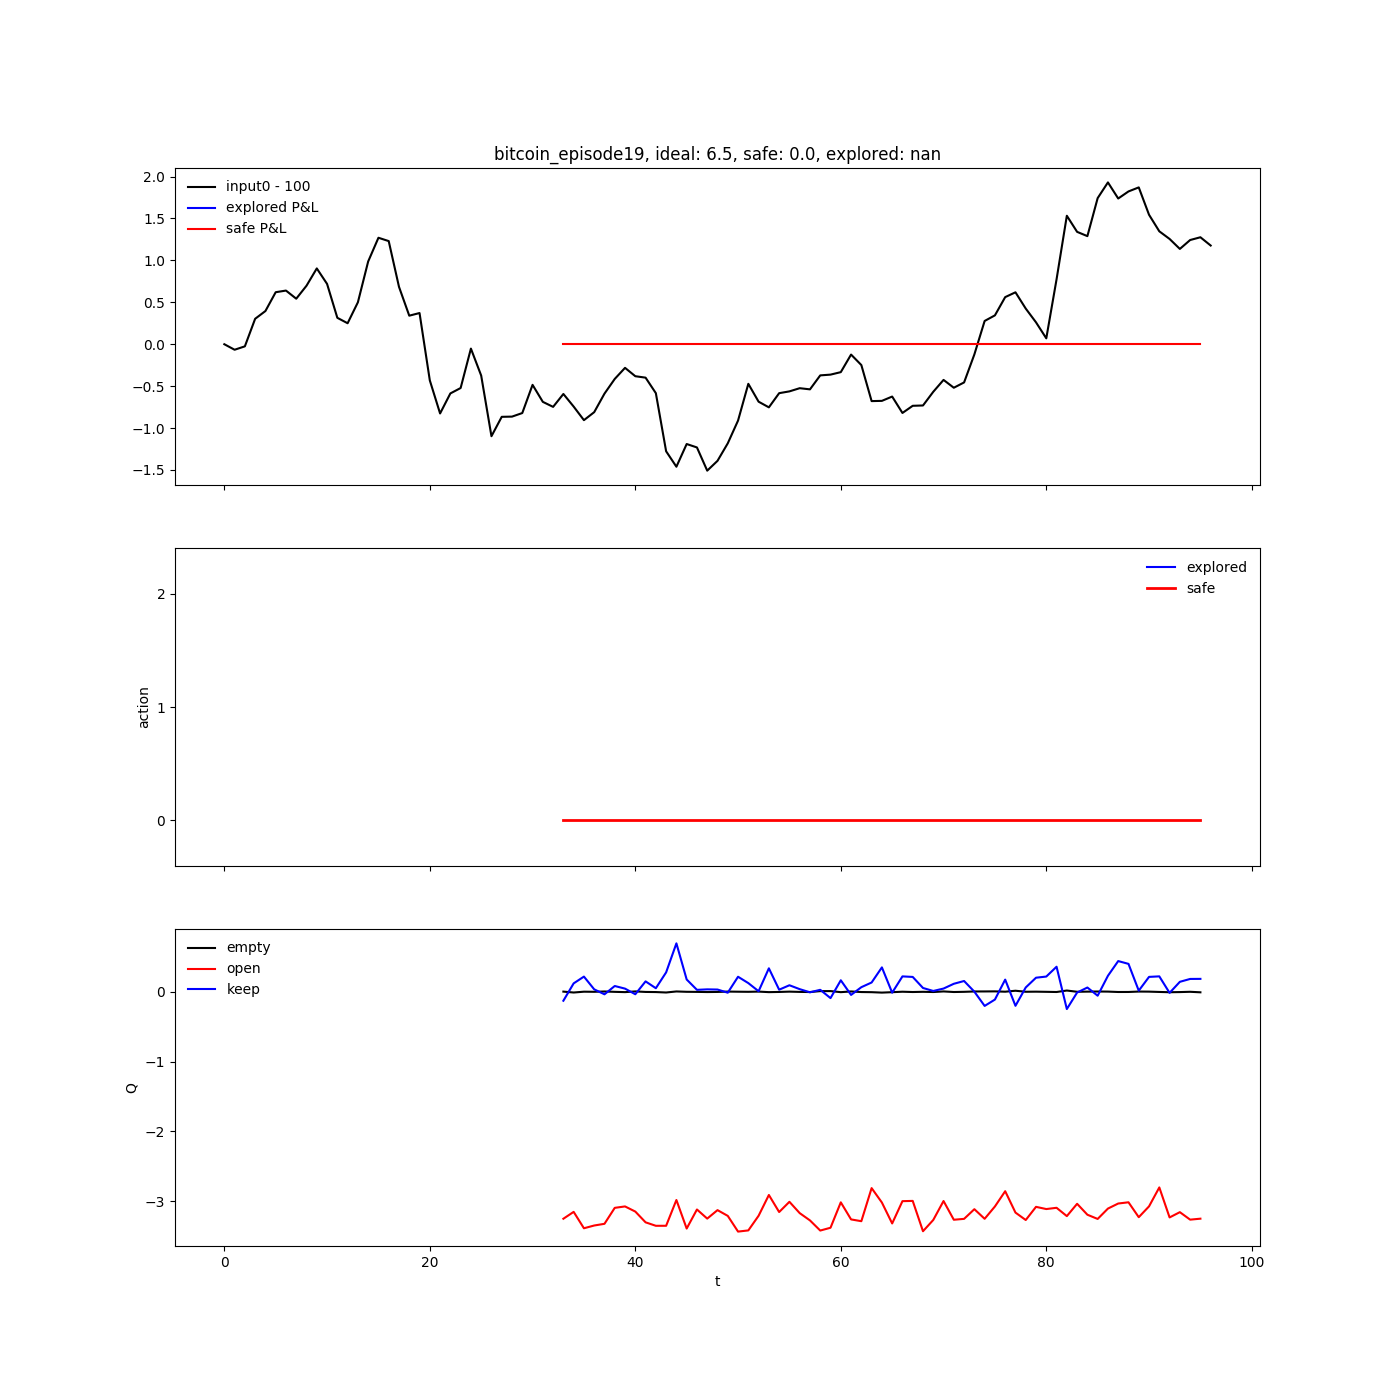 bitcoin_episode19, ideal: 6.5, safe: 0.0, explored: nan
input0 - 100
explored P&L
safe P&L
2.0
1.5
1.0
0.5
0.0
−0.5
−1.0
−1.5
explored
safe
action
2
1
0
empty
open
keep
Q
0
−1
−2
−3
0 20 40 60 80 100
t